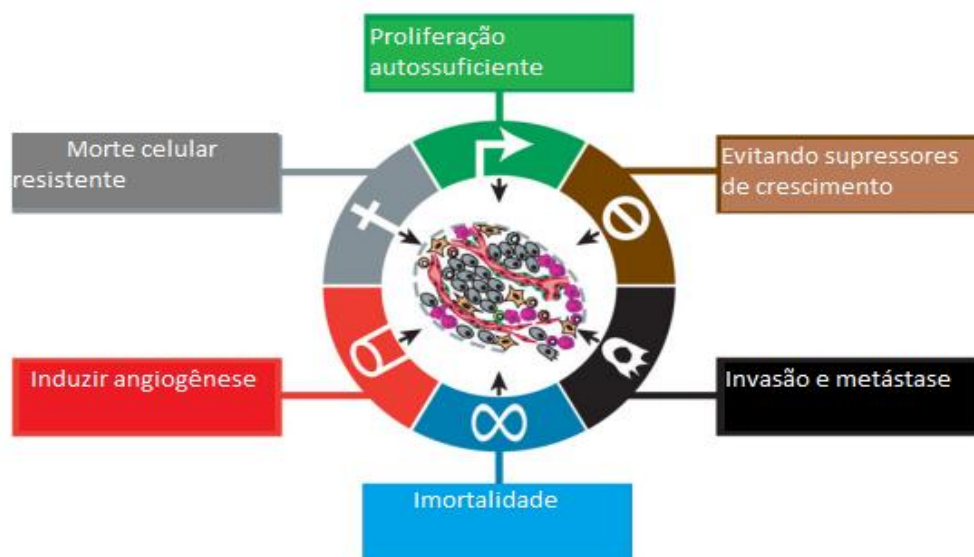 Proliferação
autossuficiente
Morte celular
resistente
Evitando supressores
de crescimento
Induzir angiogênese
Invasão e metástase
Imortalidade